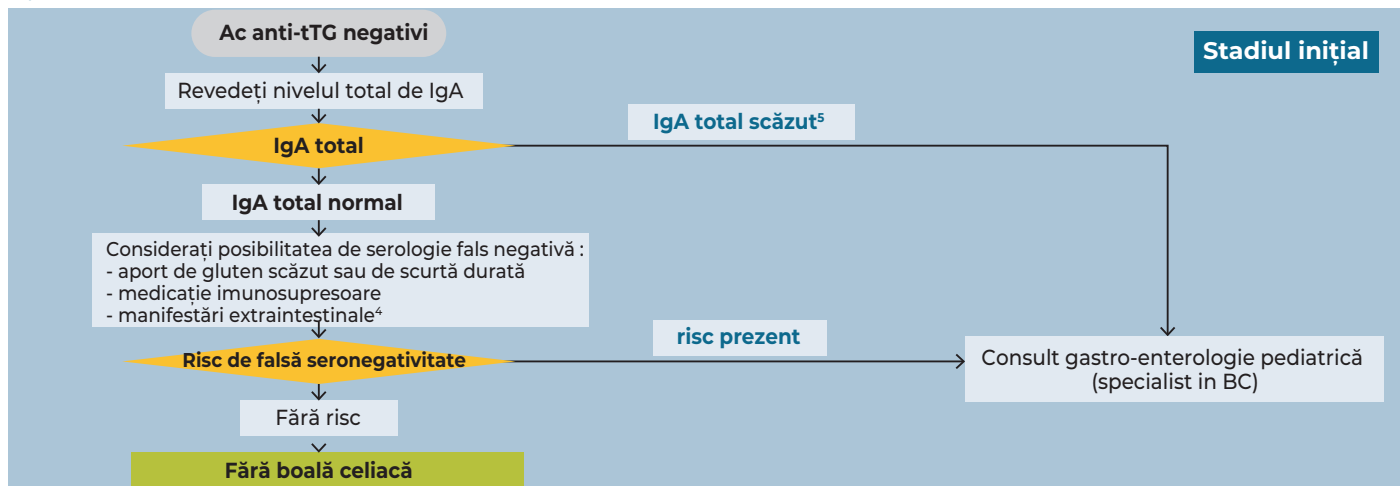 Ac anti-tTG negativi
Stadiul inițial
Revedeți nivelul total de IgA
IgA total scăzut⁵
IgA total
IgA total normal
Considerați posibilitatea de serologie fals negativă :
- aport de gluten scăzut sau de scurtă durată
- medicație imunosupresoare
- manifestări extraintestinale⁴
risc prezent
Risc de falsă seronegativitate
Consult gastro-enterologie pediatrică
(specialist in BC)
Fără risc
Fără boală celiacă